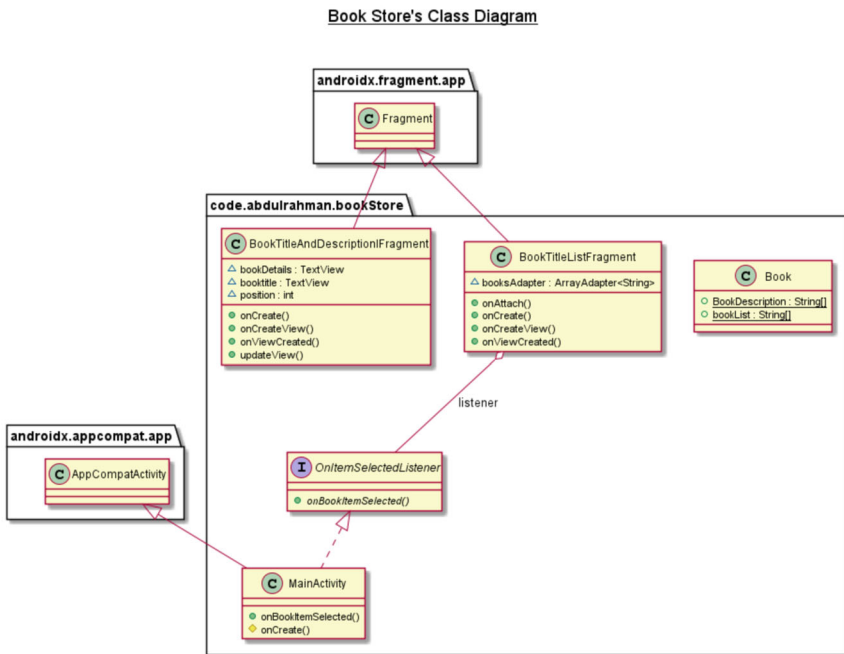 Book Store's Class Diagram
androidx.fragment.app
C Fragment
code.abdulrahman.bookStore
C BookTitleAndDescriptionlFragment
bookDetails : TextView
booktitle : TextView
position : int
onCreate()
onCreateView()
onViewCreated()
updateView()
C BookTitleListFragment
booksAdapter : ArrayAdapter<String>
onAttach()
onCreate()
onCreateView()
onViewCreated()
C Book
BookDescription : String[]
bookList : String[]
listener
androidx.appcompat.app
C AppCompatActivity
I OnItemSelectedListener
onBookItemSelected()
C MainActivity
onBookItemSelected()
onCreate()